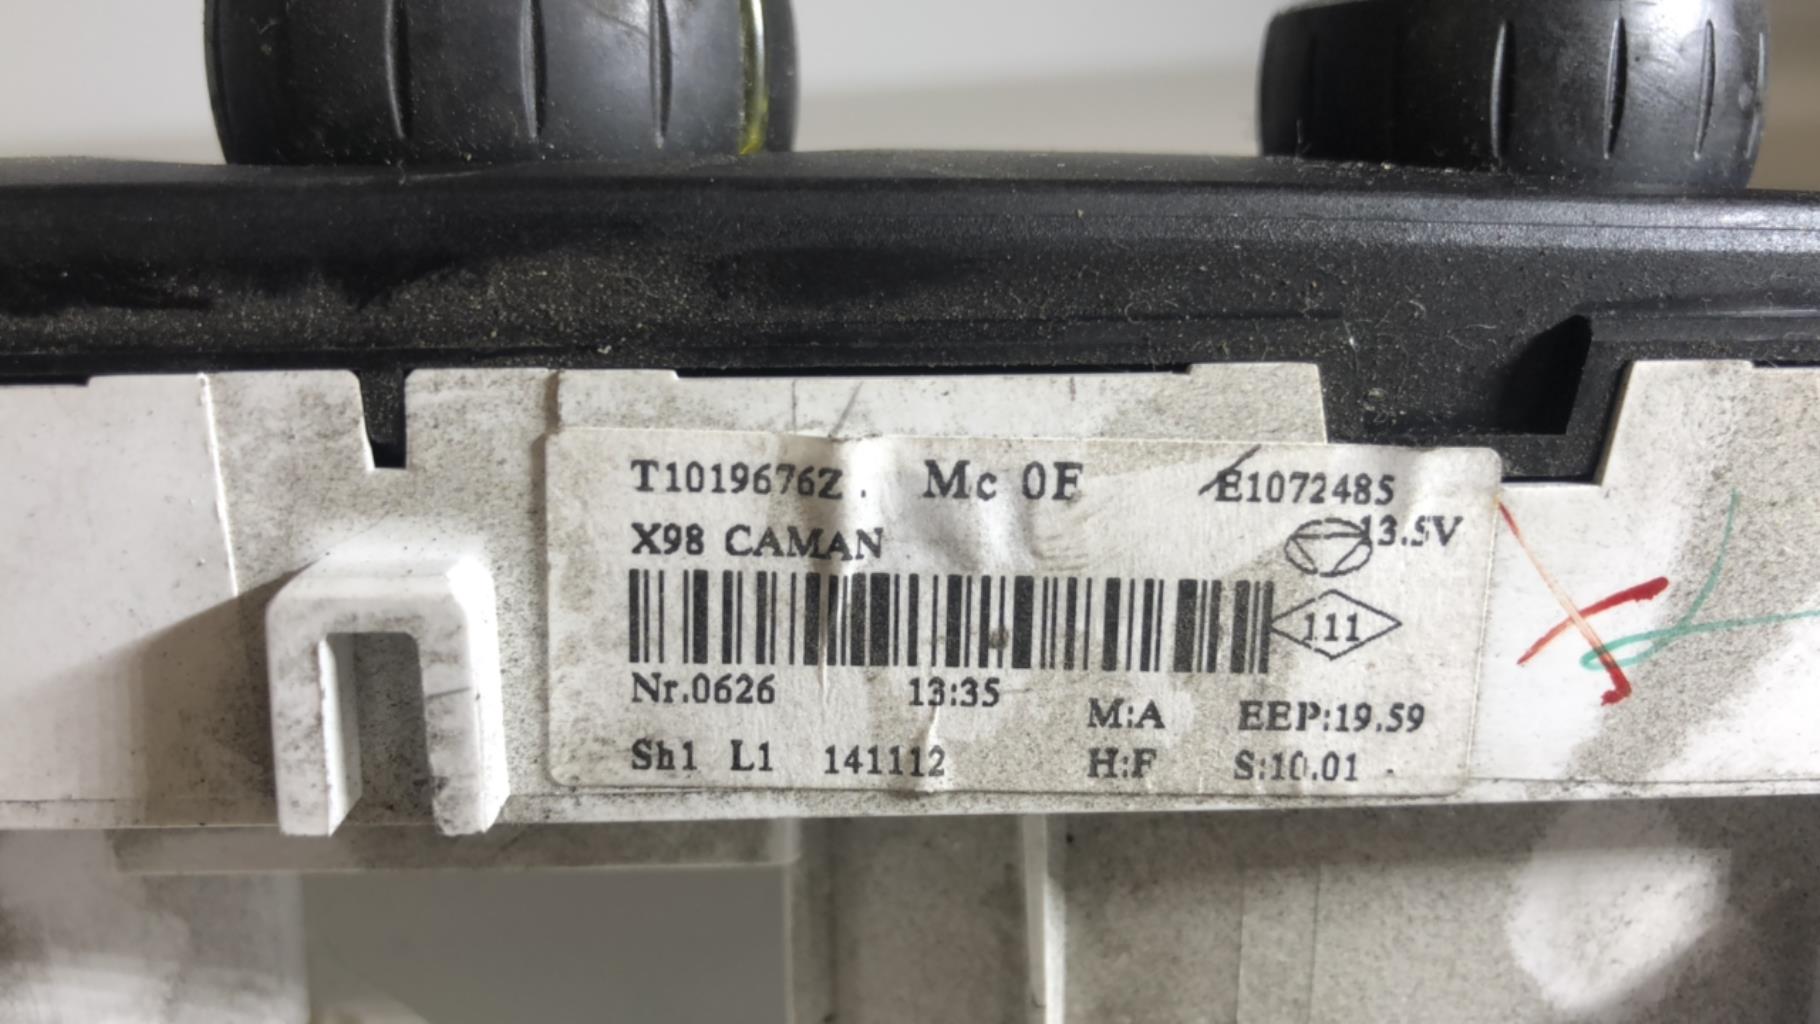 T1019676Z. Mc 0F E1072485
X98 CAMAN 13.5V
111
Nr.0626 13:35
M:A EEP:19.59
Sh1 L1 141112 H:F S:10.01